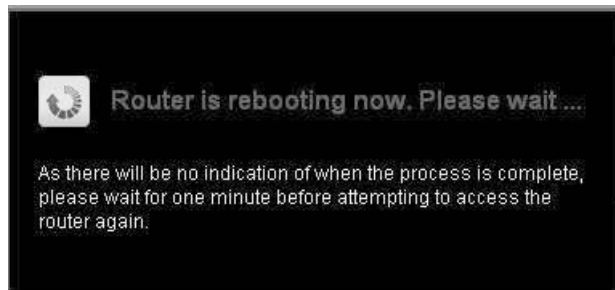 Router is rebooting now. Please wait ...
As there will be no indication of when the process is complete,
please wait for one minute before attempting to access the
router again.